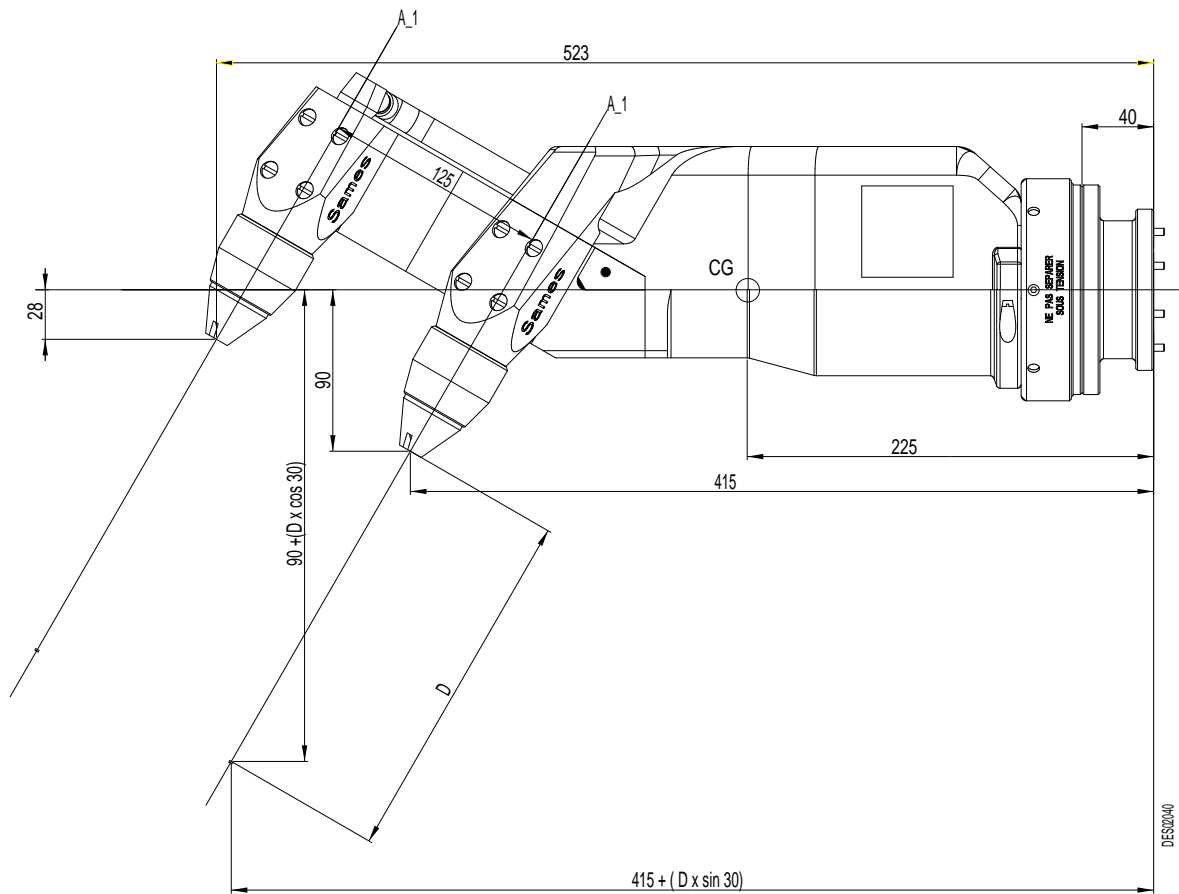 A_1
523
A_1
40
125
Sames
Sames
CG
NE PAS SEPARER
SOUS TENSION
28
90
225
415
90 +(D x cos 30)
D
DES02040
415 + ( D x sin 30)